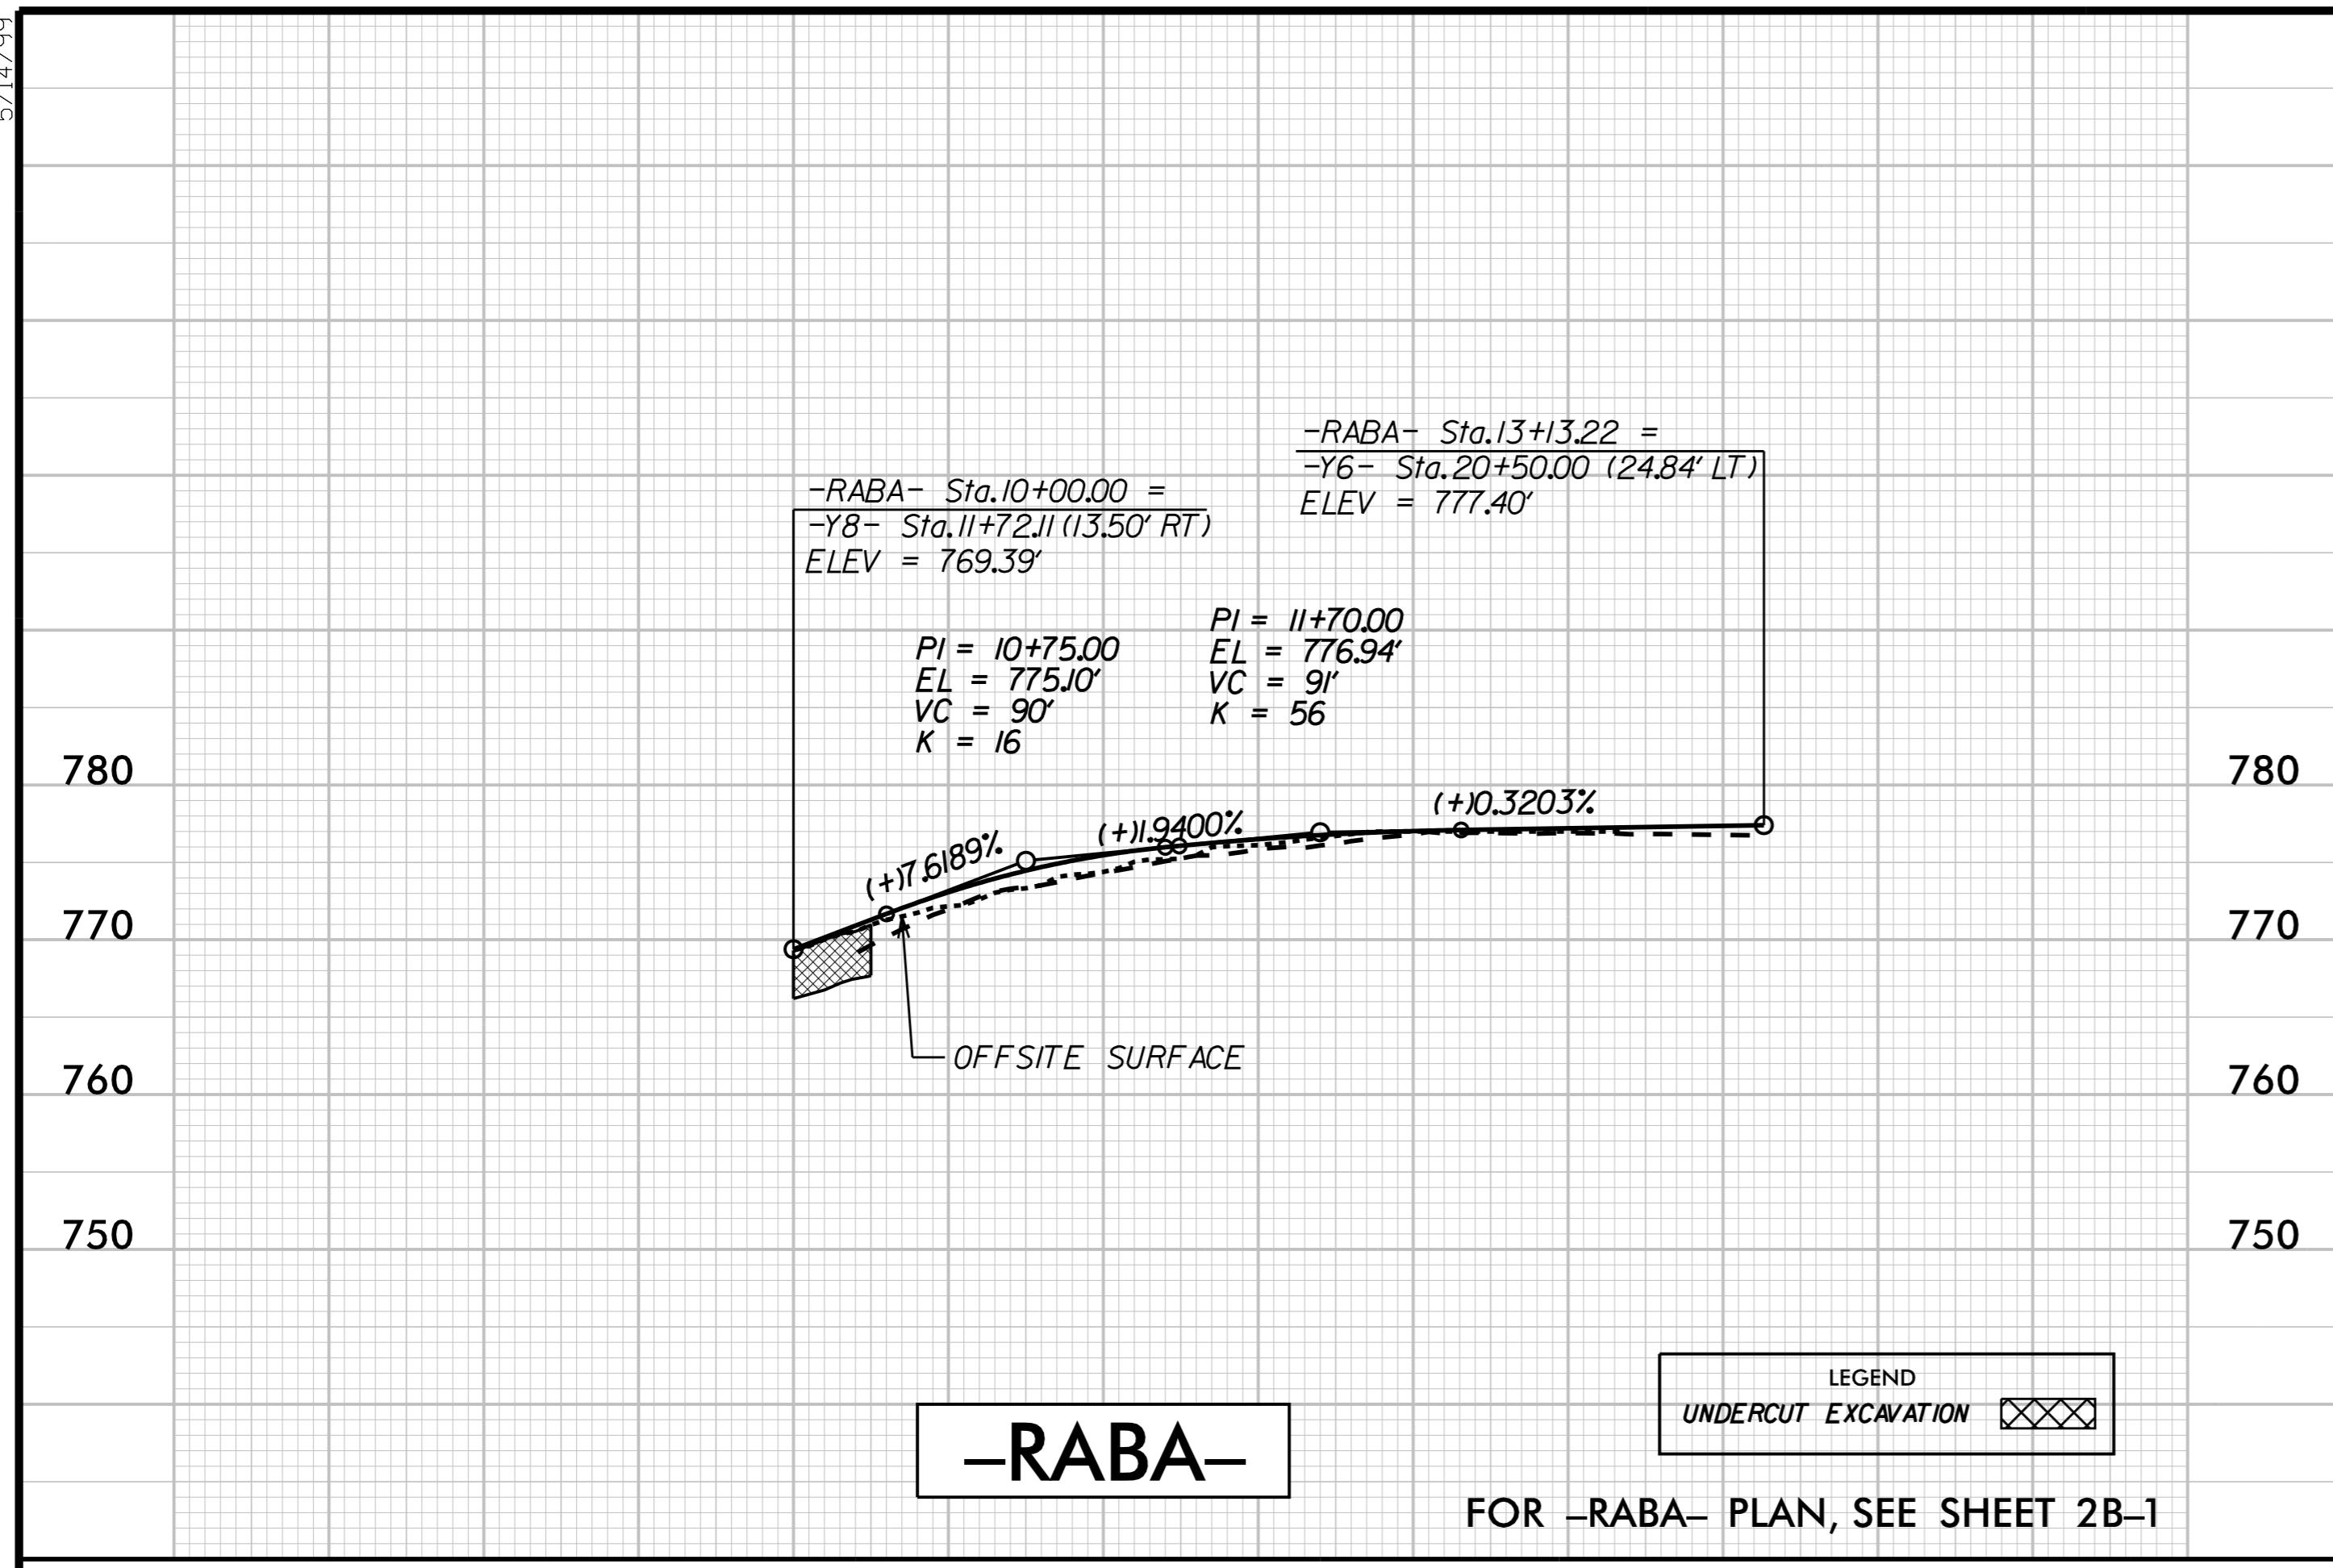 5/14/99
-RABA- Sta. 13+13.22 =
-Y6- Sta. 20+50.00 (24.84' LT)
ELEV = 777.40'
-RABA- Sta. 10+00.00 =
-Y8- Sta. 11+72.11 (13.50' RT)
ELEV = 769.39'
PI = 10+75.00
EL = 775.10'
VC = 90'
K = 16
PI = 11+70.00
EL = 776.94'
VC = 91'
K = 56
780
780
(+)7.6189%
(+)1.9400%
(+)0.3203%
770
770
OFFSITE SURFACE
760
760
750
750
LEGEND
UNDERCUT EXCAVATION
-RABA-
FOR -RABA- PLAN, SEE SHEET 2B-1